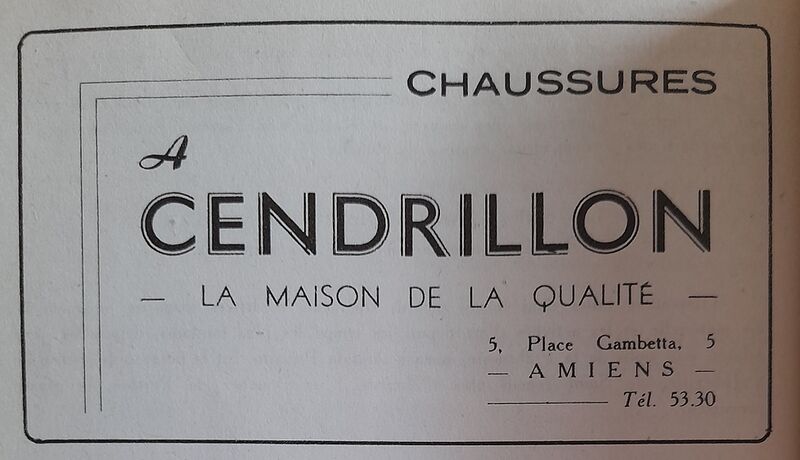 CHAUSSURES
A
CENDRILLON
— LA MAISON DE LA QUALITÉ —
5, Place Gambetta, 5
— AMIENS —
Tél. 53.30